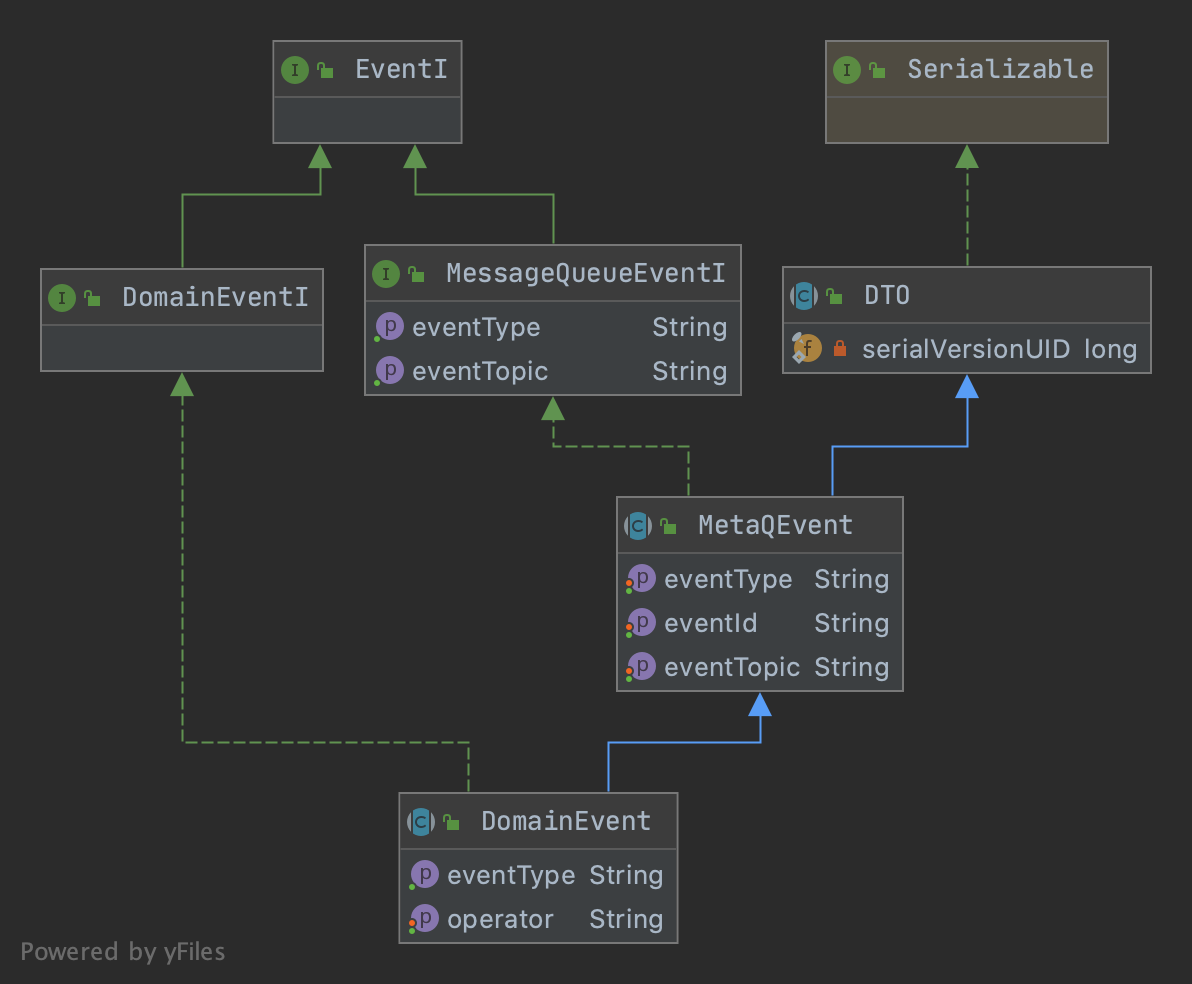 EventI
Serializable
DomainEventI
MessageQueueEventI
eventType String
eventTopic String
DTO
serialVersionUID long
MetaQEvent
eventType String
eventId String
eventTopic String
DomainEvent
eventType String
operator String
Powered by yFiles